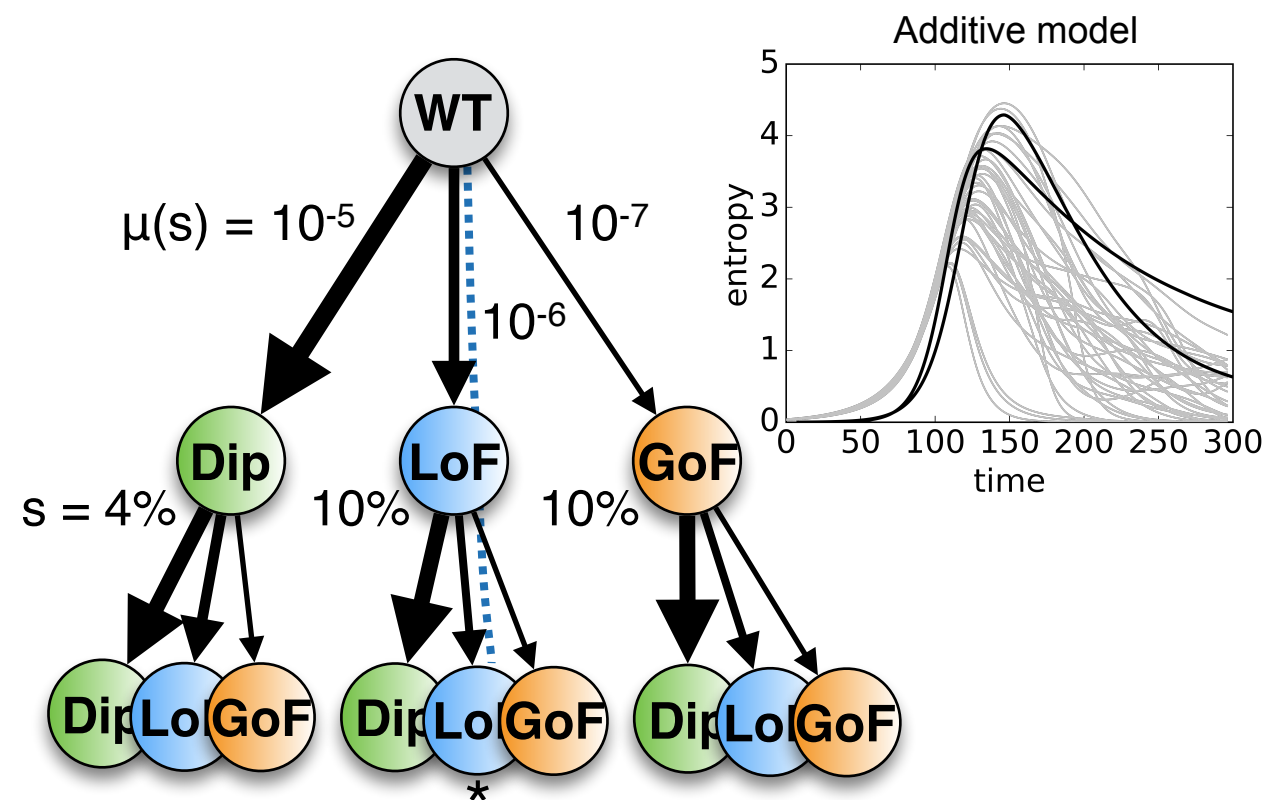 Additive model
WT
μ(s) = 10-5
10-7
10-6
Dip
LoF
GoF
s = 4%
10%
10%
Dip
Lo
GoF
Dip
Lo
GoF
Dip
Lo
GoF
*
entropy
5
4
3
2
1
0
0 50 100 150 200 250 300
time